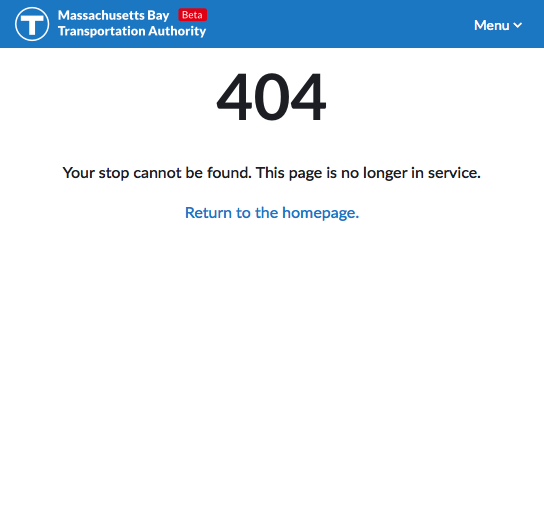 T
Massachusetts Bay Beta
Transportation Authority
Menu
404
Your stop cannot be found. This page is no longer in service.
Return to the homepage.